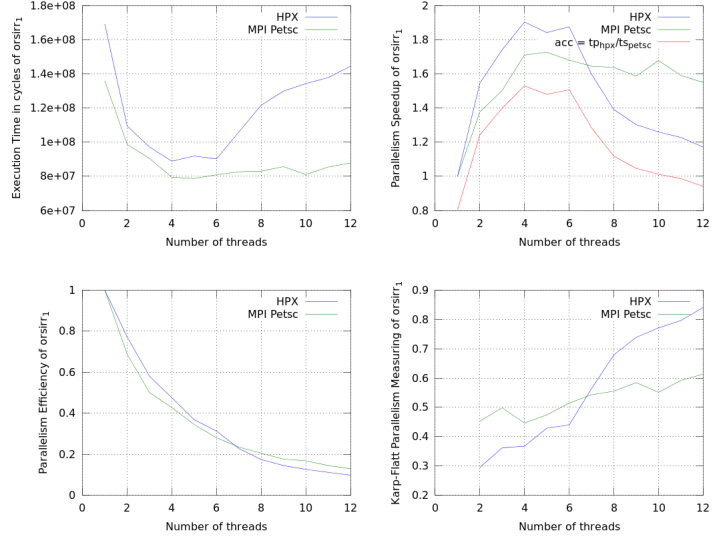 Execution Time in cycles of orsirr1
1.8e+08
1.6e+08
1.4e+08
1.2e+08
1e+08
8e+07
6e+07
0 2 4 6 8 10 12
Number of threads
HPX
MPI Petsc
Parallelism Speedup of orsirr1
2
1.8
1.6
1.4
1.2
1
0.8
0 2 4 6 8 10 12
Number of threads
HPX
MPI Petsc
acc = tphpx/tspetsc
Parallelism Efficiency of orsirr1
1
0.8
0.6
0.4
0.2
0
0 2 4 6 8 10 12
Number of threads
HPX
MPI Petsc
Karp-Flatt Parallelism Measuring of orsirr1
0.9
0.8
0.7
0.6
0.5
0.4
0.3
0.2
0 2 4 6 8 10 12
Number of threads
HPX
MPI Petsc